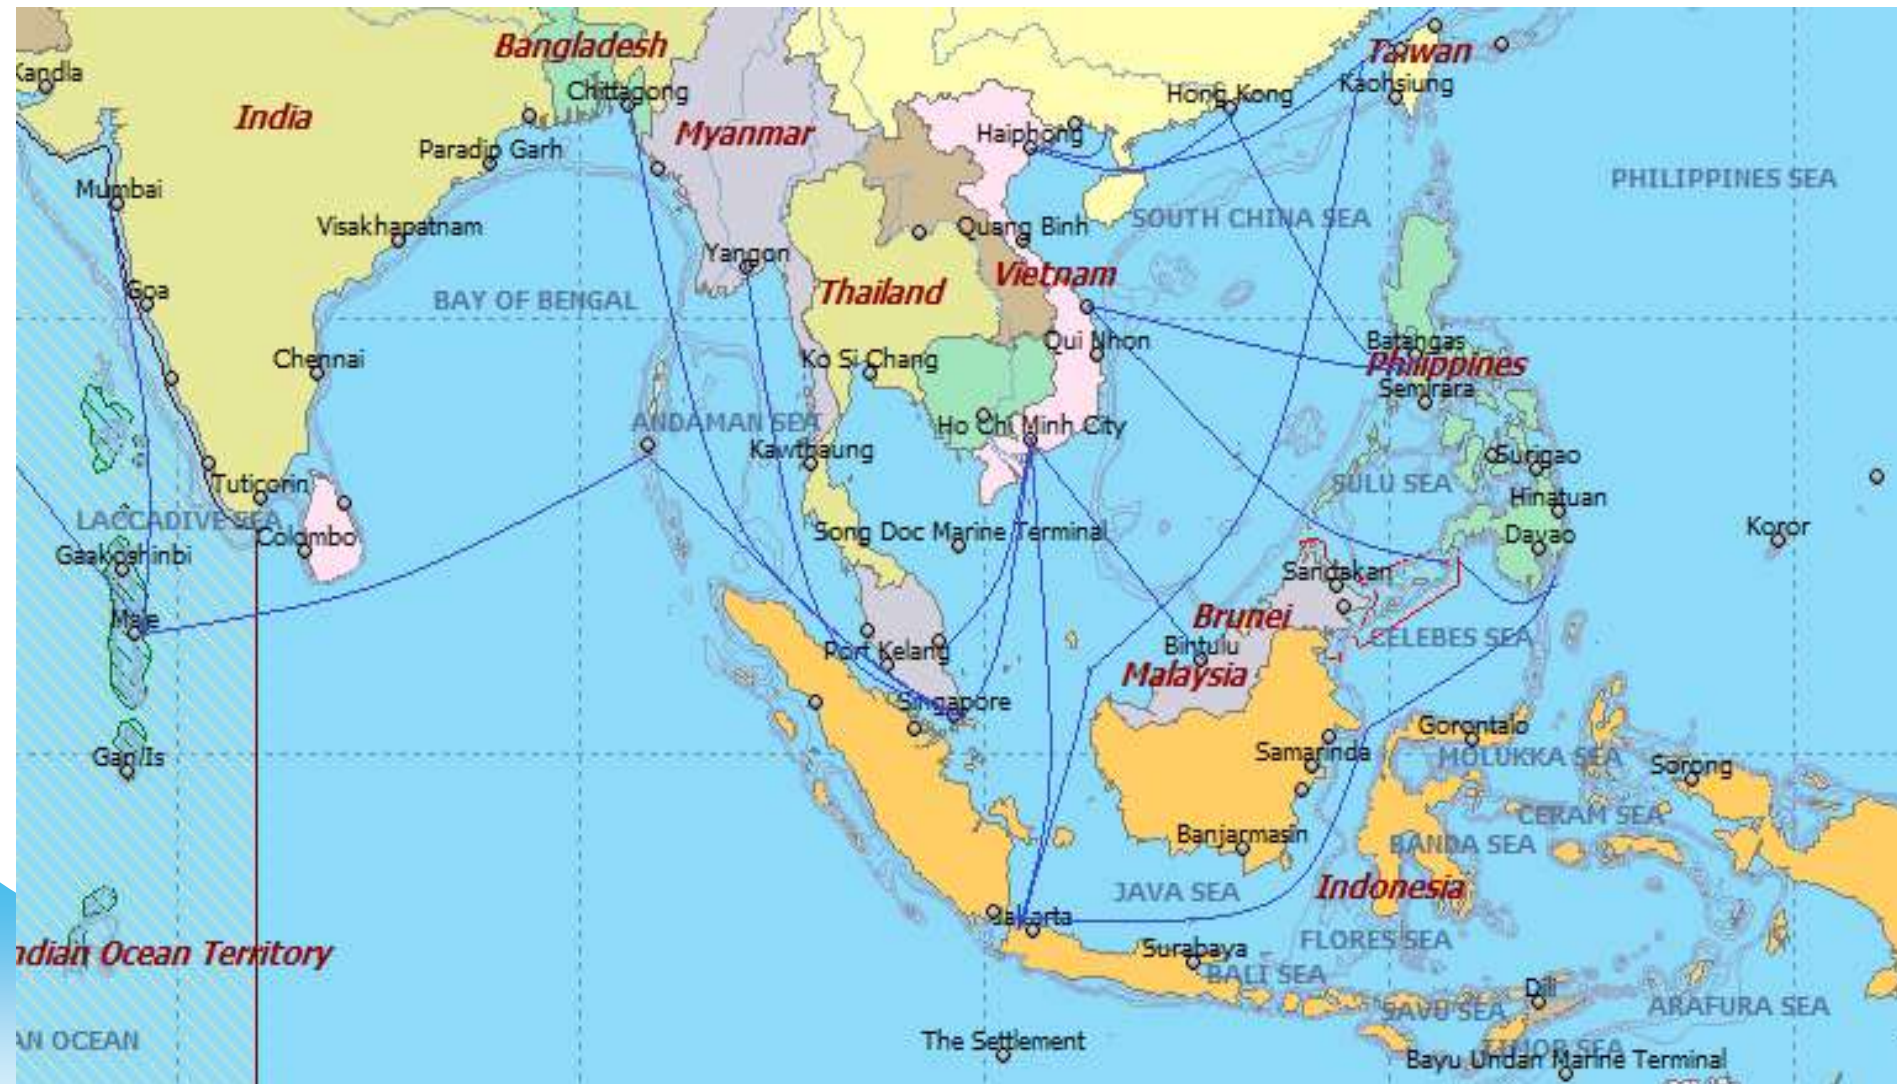 Bangladesh
Taiwan
Kandla
Chittagong
Hong Kong
Kaohsiung
India
Myanmar
Haiphong
Paradip Garh
PHILIPPINES SEA
Mumbai
SOUTH CHINA SEA
Visakhapatnam
Quang Binh
Yangon
Vietnam
Goa
BAY OF BENGAL
Thailand
Qui Nhon
Batangas
Chennai
Ko Si Chang
Philippines
Semirara
ANDAMAN SEA
Ho Chi Minh City
Kawthaung
Surigao
Tuticorin
SULU SEA
Hinatuan
LACCADIVE SEA
Colombo
Song Doc Marine Terminal
Koror
Davao
Gaakoshinbi
Sandakan
Male
Brunei
CELEBES SEA
Port Kelang
Bintulu
Malaysia
Singapore
Gorontalo
Gan Is
Samarinda
MOLUKKA SEA
Sorong
CERAM SEA
Banjarmasin
BANDA SEA
JAVA SEA
Indonesia
Jakarta
FLORES SEA
ndian Ocean Territory
Surabaya
BALI SEA
Dili
SAVU SEA
ARAFURA SEA
AN OCEAN
The Settlement
TIMOR SEA
Bayu Undan Marine Terminal